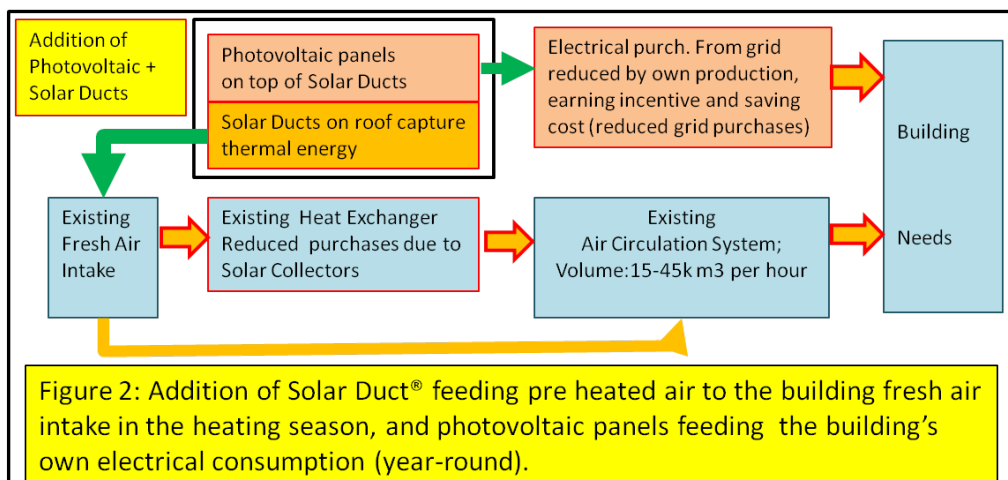 Addition of
Photovoltaic +
Solar Ducts
Photovoltaic panels
on top of Solar Ducts
Solar Ducts on roof capture
thermal energy
Electrical purch. From grid
reduced by own production,
earning incentive and saving
cost (reduced grid purchases)
Building
Needs
Existing
Fresh Air
Intake
Existing Heat Exchanger
Reduced purchases due to
Solar Collectors
Existing
Air Circulation System;
Volume:15-45k m3 per hour
Figure 2: Addition of Solar Duct® feeding pre heated air to the building fresh air
intake in the heating season, and photovoltaic panels feeding the building’s
own electrical consumption (year-round).